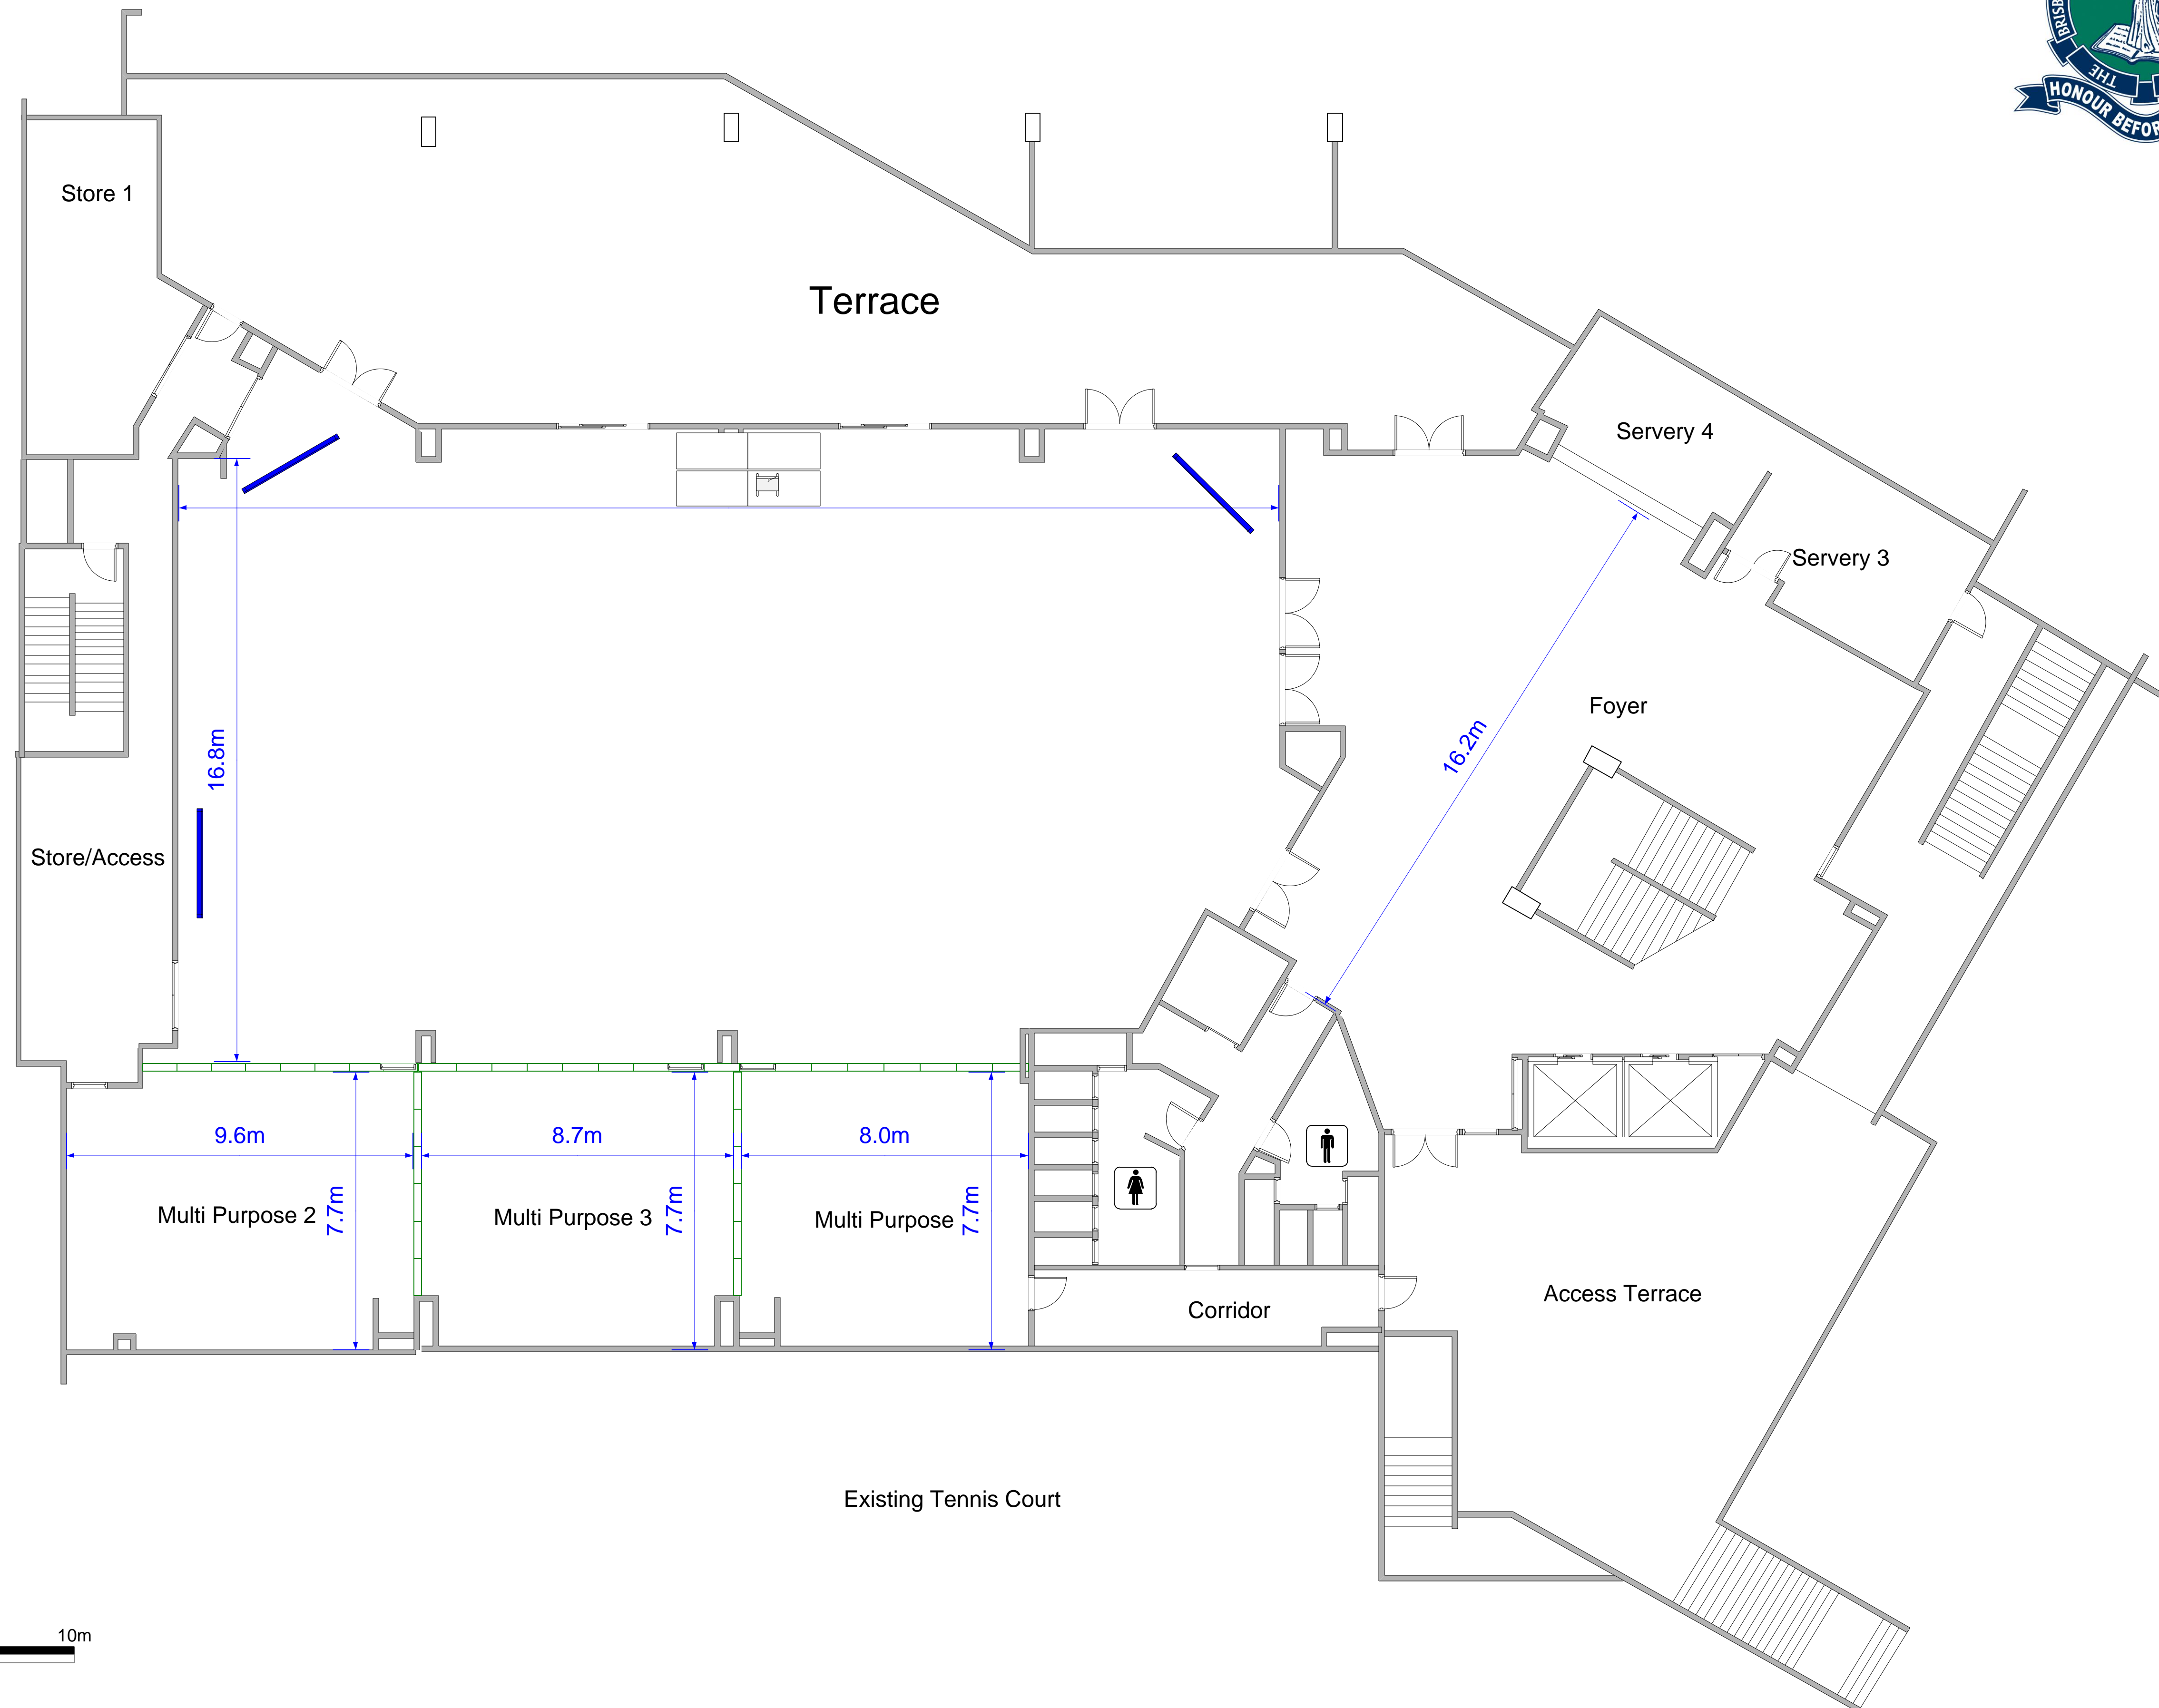 BRISB
THE
HONOUR BEFOR
Store 1
Terrace
Servery 4
Servery 3
Foyer
16.2m
16.8m
Store/Access
9.6m
8.7m
8.0m
Multi Purpose 2
7.7m
Multi Purpose 3
7.7m
Multi Purpose
7.7m
Corridor
Access Terrace
Existing Tennis Court
10m